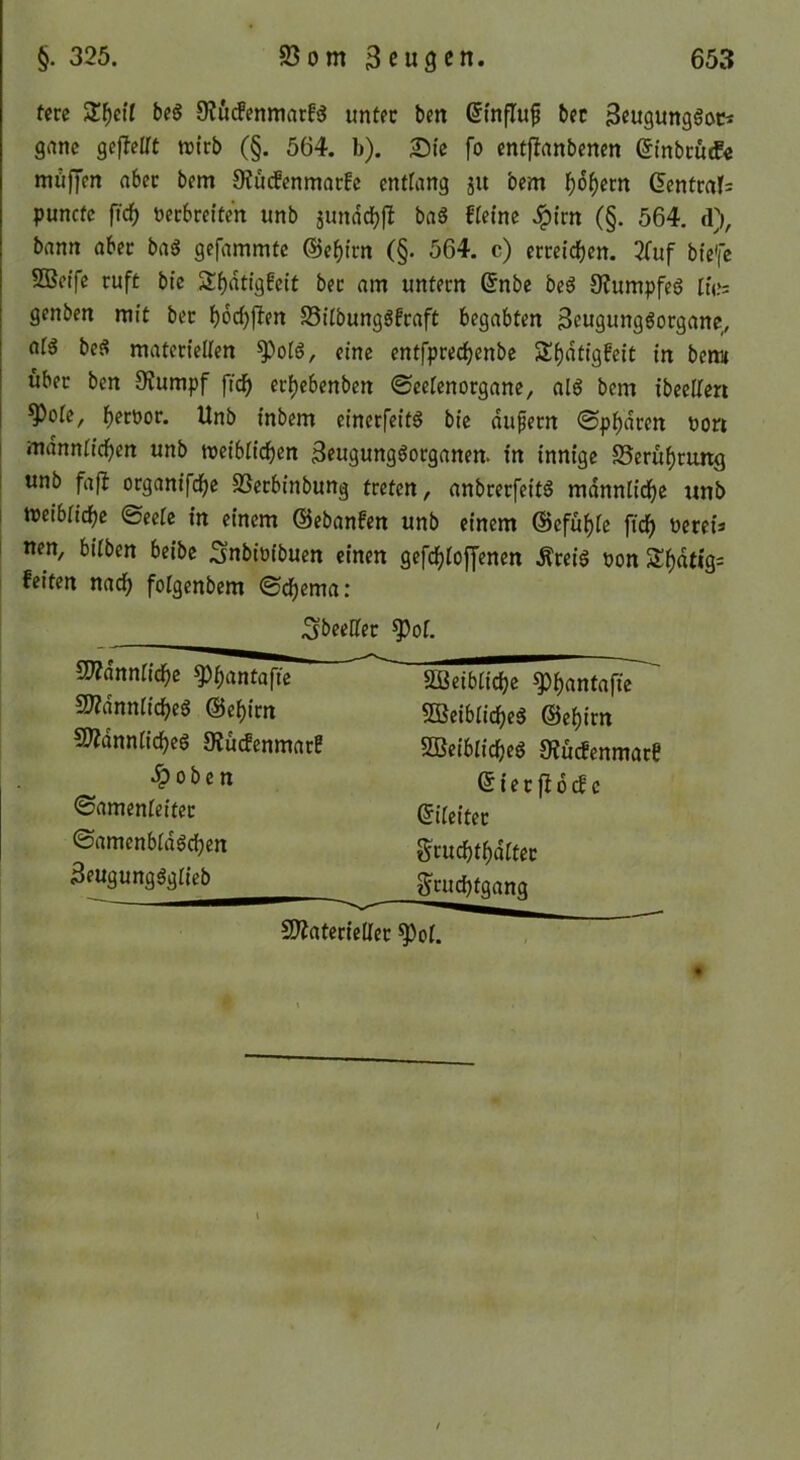 §. 325. Vom Zeugen. 653
tere Theil des Rückenmarks unter den Einfluß der Zeugungsor-
gane gestellt wird (§. 564. b). Die so entstandenen Eindrücke
müssen aber dem Rückenmarke entlang zu dem höhern Central-
puncte sich verbreiten und zunächst das kleine Hirn (§. 564. d),
dann aber das gesammte Gehirn (§. 564. c) erreichen. Auf diese
Weise ruft die Thätigkeit der am untern Ende des Rumpfes lie-
genden mit der höchsten Bildungskraft begabten Zeugungsorgane,
als des materiellen Pols, eine entsprechende Thätigkeit in dem
über den Rumpf sich erhebenden Seelenorgane, als dem ideellen
Pole, hervor. Und indem einerseits die äußern Sphären von
männlichen und weiblichen Zeugungsorganen in innige Berührung
und fast organische Verbindung treten, andrerseits männliche und
weibliche Seele in einem Gedanken und einem Gefühle sich verei-
nen, bilden beide Individuen einen geschlossenen Kreis von Thätig-
keiten nach folgendem Schema:
Ideeller Pol.
Männliche Phantasie Weibliche Phantasie
Männliches Gehirn Weibliches Gehirn
Männliches Rückenmark Weibliches Rückenmark
Hoden Eierstöcke
Samenleiter Eileiter
Samenbläschen Fruchthälter
Zeugungsglied Fruchtgang
Materieller Pol.